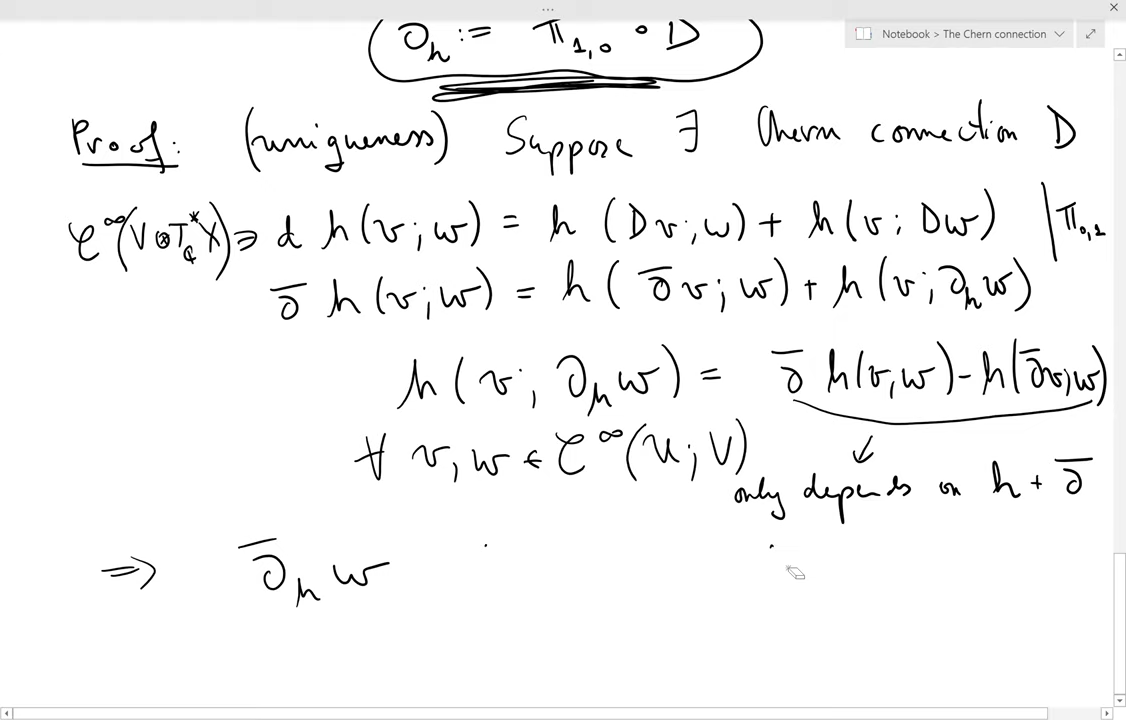 Notebook > The Chern connection
∂_h := π_{1,0} ∘ D
Proof: (uniqueness) Suppose ∃ Chern connection D
C^∞(V⊗T*_ℂ X) ∋ d h(v; w) = h(Dv; w) + h(v; Dw) | π_{0,1}
∂̄ h(v; w) = h(∂̄v; w) + h(v; ∂_h w)
h(v; ∂_h w) = ∂̄ h(v, w) - h(∂̄v; w)
∀ v, w ∈ C^∞(U; V)
↓
only depends on h + ∂̄
⇒ ∂̄_h w